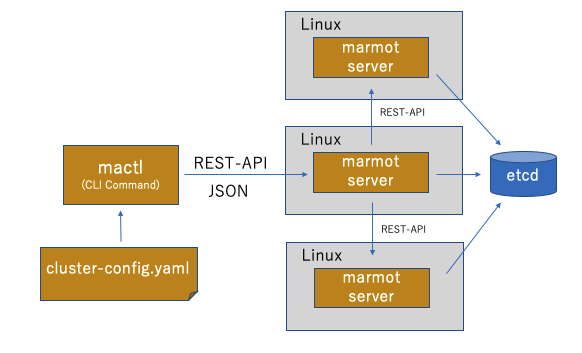 Linux
marmot
server
REST-API
Linux
marmot
server
REST-API
JSON
mactl
(CLI Command)
etcd
REST-API
cluster-config.yaml
Linux
marmot
server